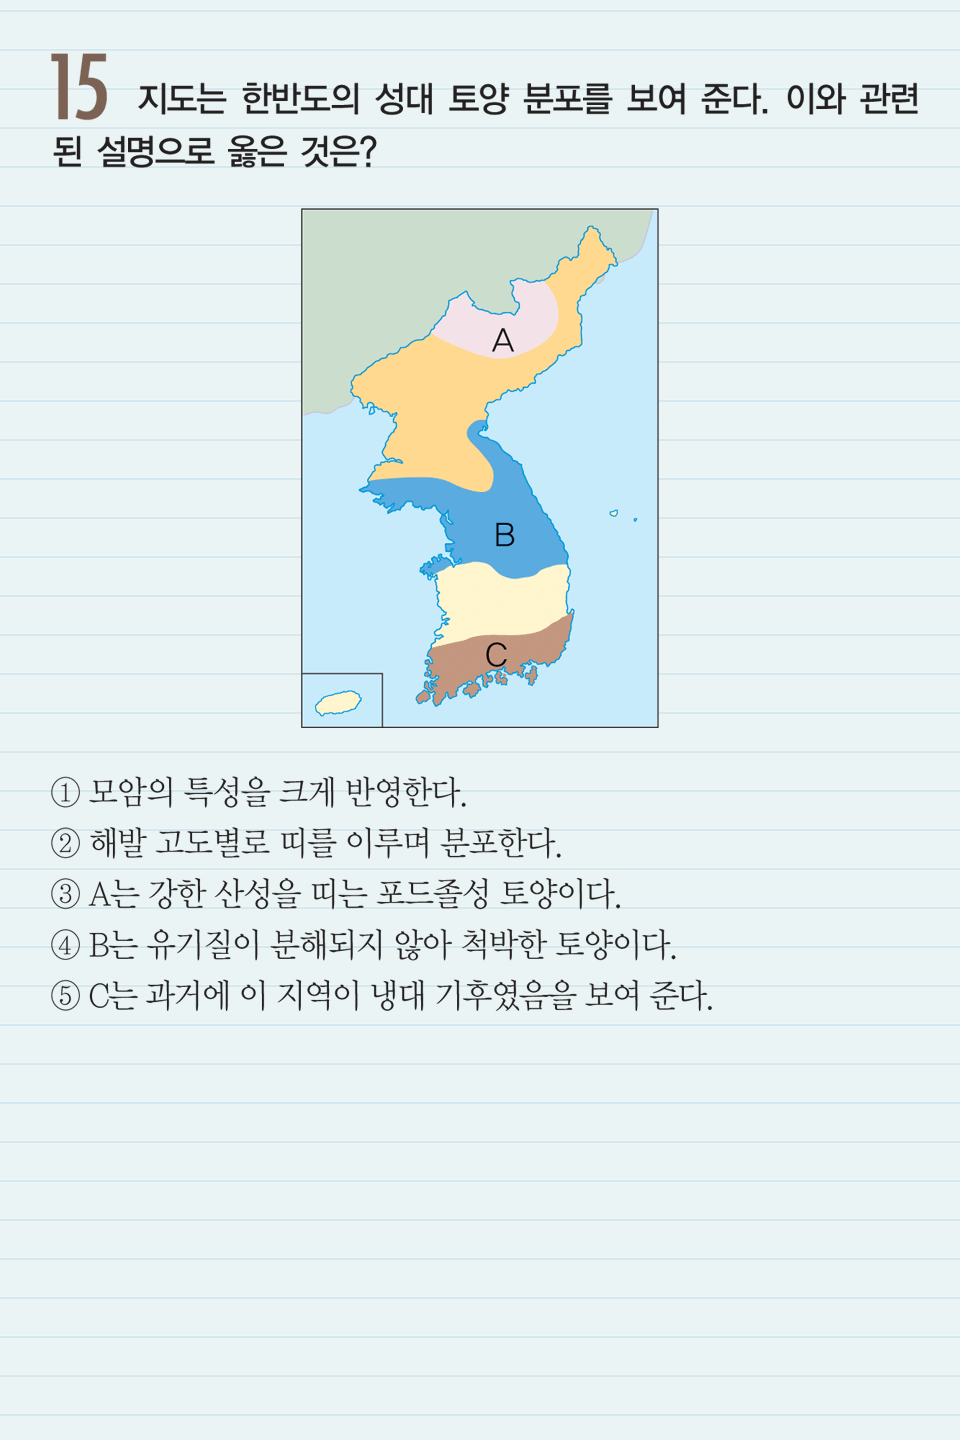 15 지도는 한반도의 성대 토양 분포를 보여 준다. 이와 관련
된 설명으로 옳은 것은?
A
B
C
① 모암의 특성을 크게 반영한다.
② 해발 고도별로 띠를 이루며 분포한다.
③ A는 강한 산성을 띠는 포드졸성 토양이다.
④ B는 유기질이 분해되지 않아 척박한 토양이다.
⑤ C는 과거에 이 지역이 냉대 기후였음을 보여 준다.